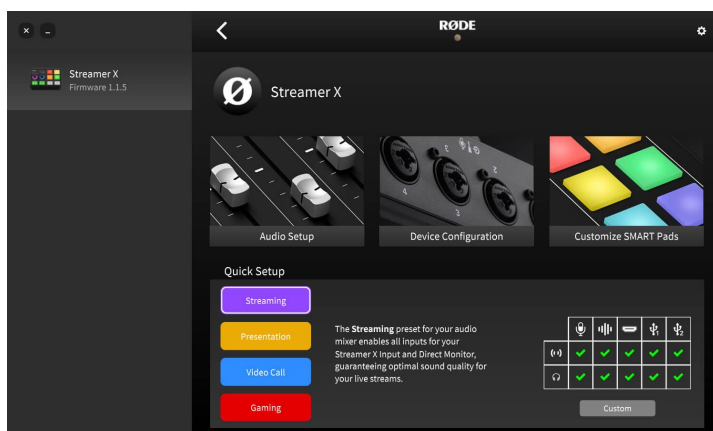 RØDE
Streamer X
Firmware 1.1.5
Streamer X
Audio Setup
Device Configuration
Customize SMART Pads
Quick Setup
Streaming
Presentation
Video Call
Gaming
The Streaming preset for your audio
mixer enables all inputs for your
Streamer X Input and Direct Monitor,
guaranteeing optimal sound quality for
your live streams.
1
2
Custom